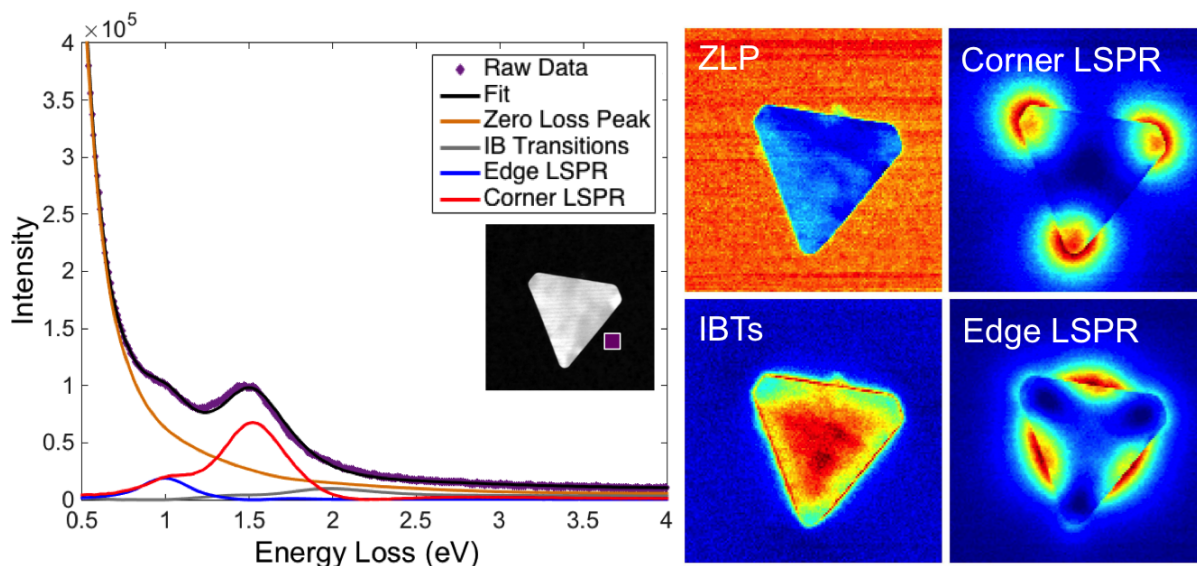 ×10^5
4
3.5
3
2.5
2
1.5
1
0.5
0
Intensity
0.5 1 1.5 2 2.5 3 3.5 4
Energy Loss (eV)
Raw Data
Fit
Zero Loss Peak
IB Transitions
Edge LSPR
Corner LSPR
ZLP
Corner LSPR
IBTs
Edge LSPR